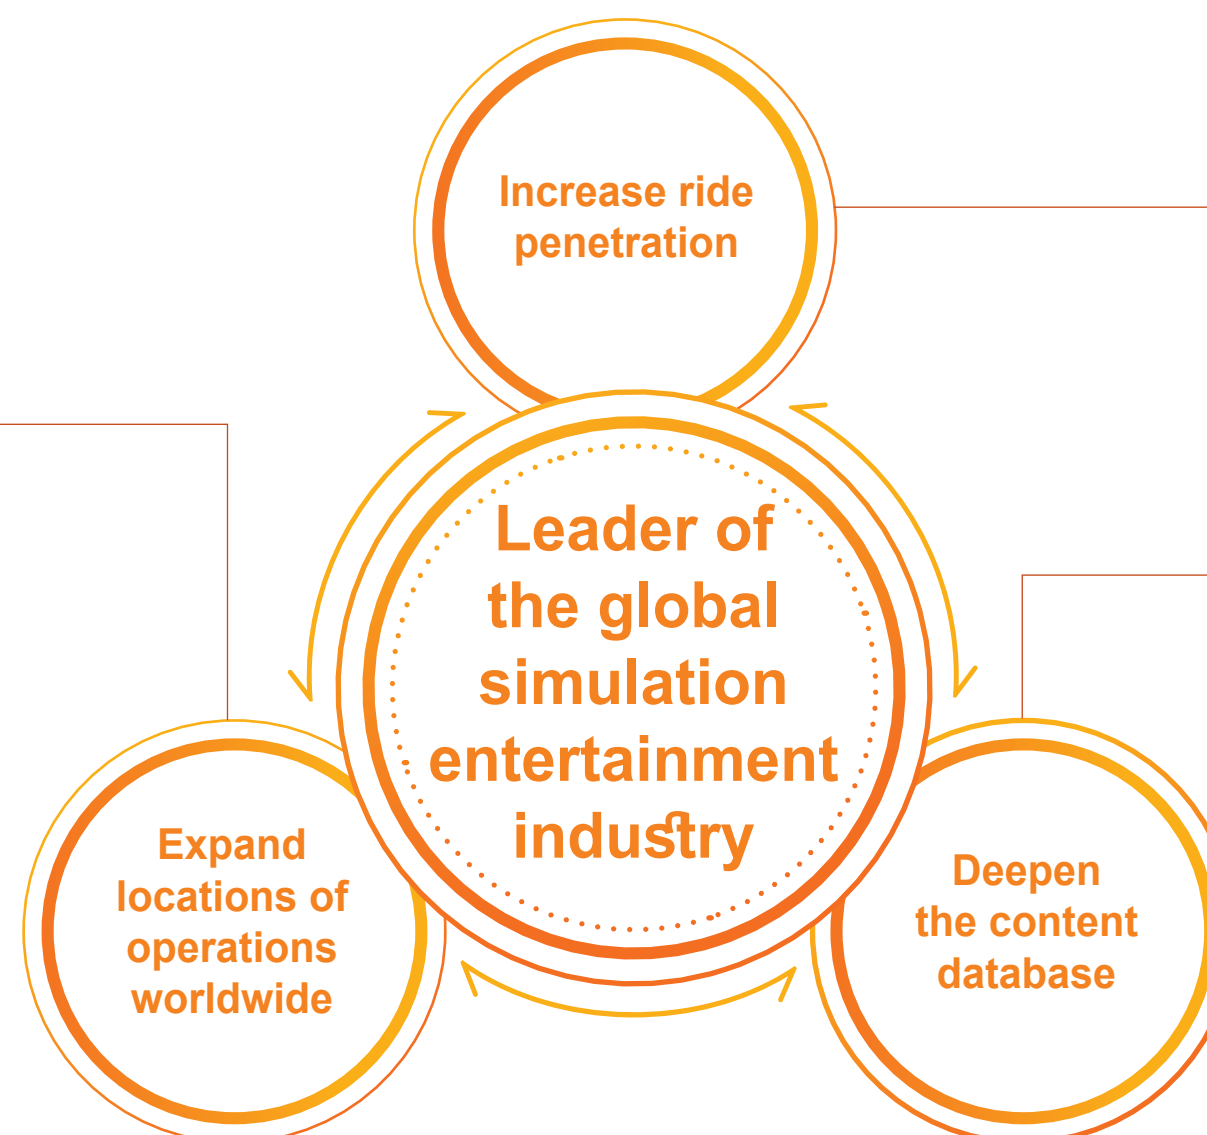 Increase ride
penetration
Leader of
the global
simulation
entertainment
industry
Expand
locations of
operations
worldwide
Deepen
the content
database